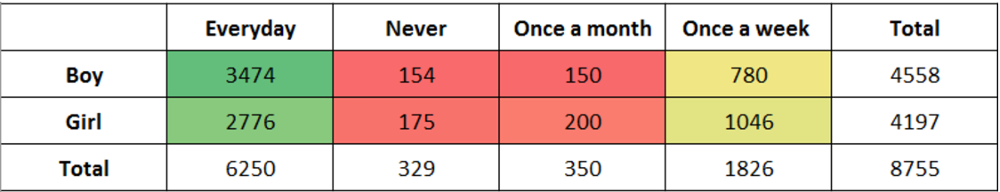 Everyday Never Once a month Once a week Total
Boy 3474 154 150 780 4558
Girl 2776 175 200 1046 4197
Total 6250 329 350 1826 8755